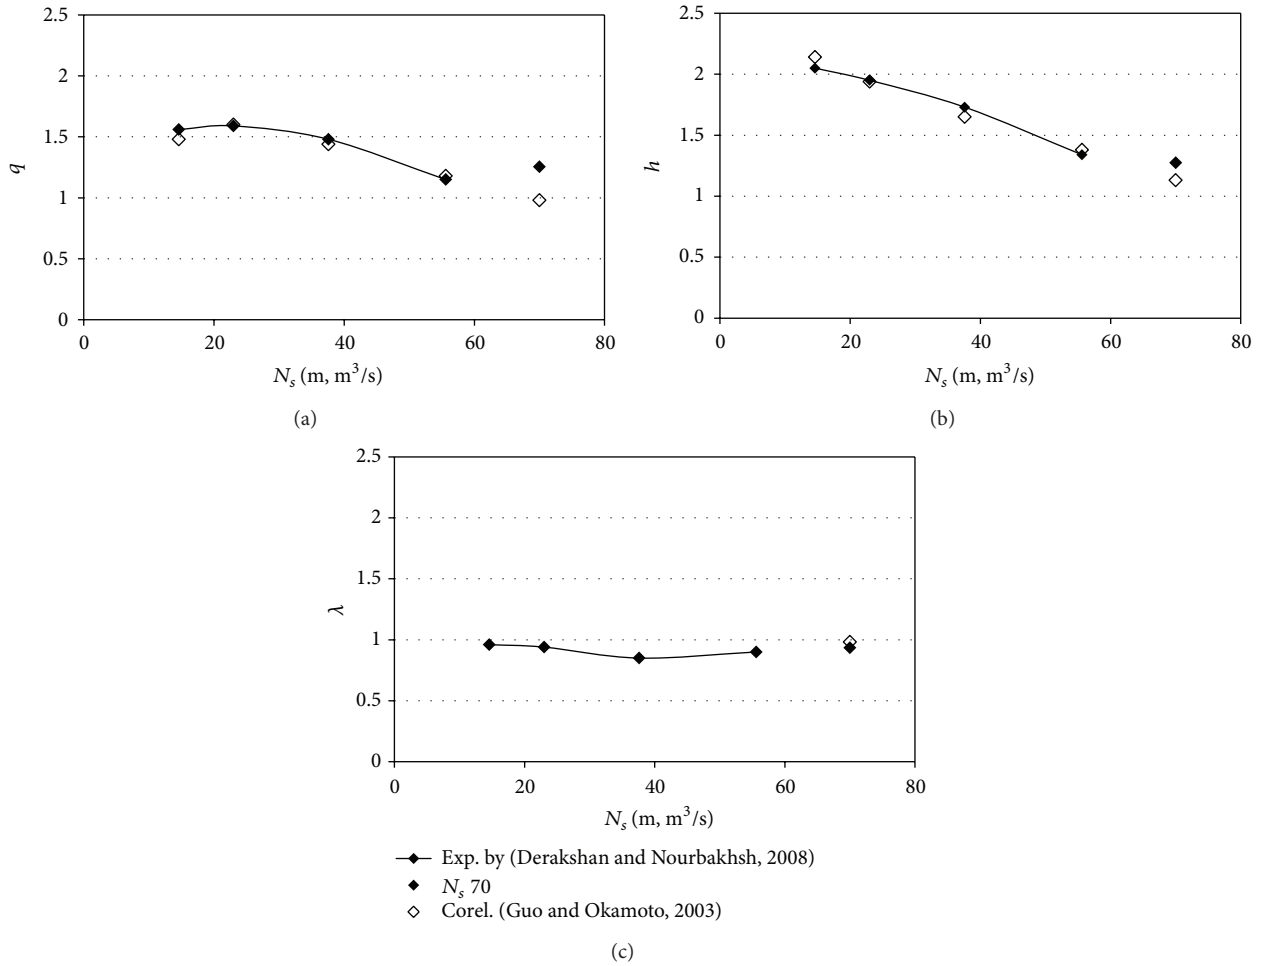 2.5
2
1.5
1
0.5
0
q
0 20 40 60 80
N_s (m, m³/s)
(a)
2.5
2
1.5
1
0.5
0
h
0 20 40 60 80
N_s (m, m³/s)
(b)
2.5
2
1.5
1
0.5
0
λ
0 20 40 60 80
N_s (m, m³/s)
Exp. by (Derakshan and Nourbakhsh, 2008)
N_s 70
Corel. (Guo and Okamoto, 2003)
(c)